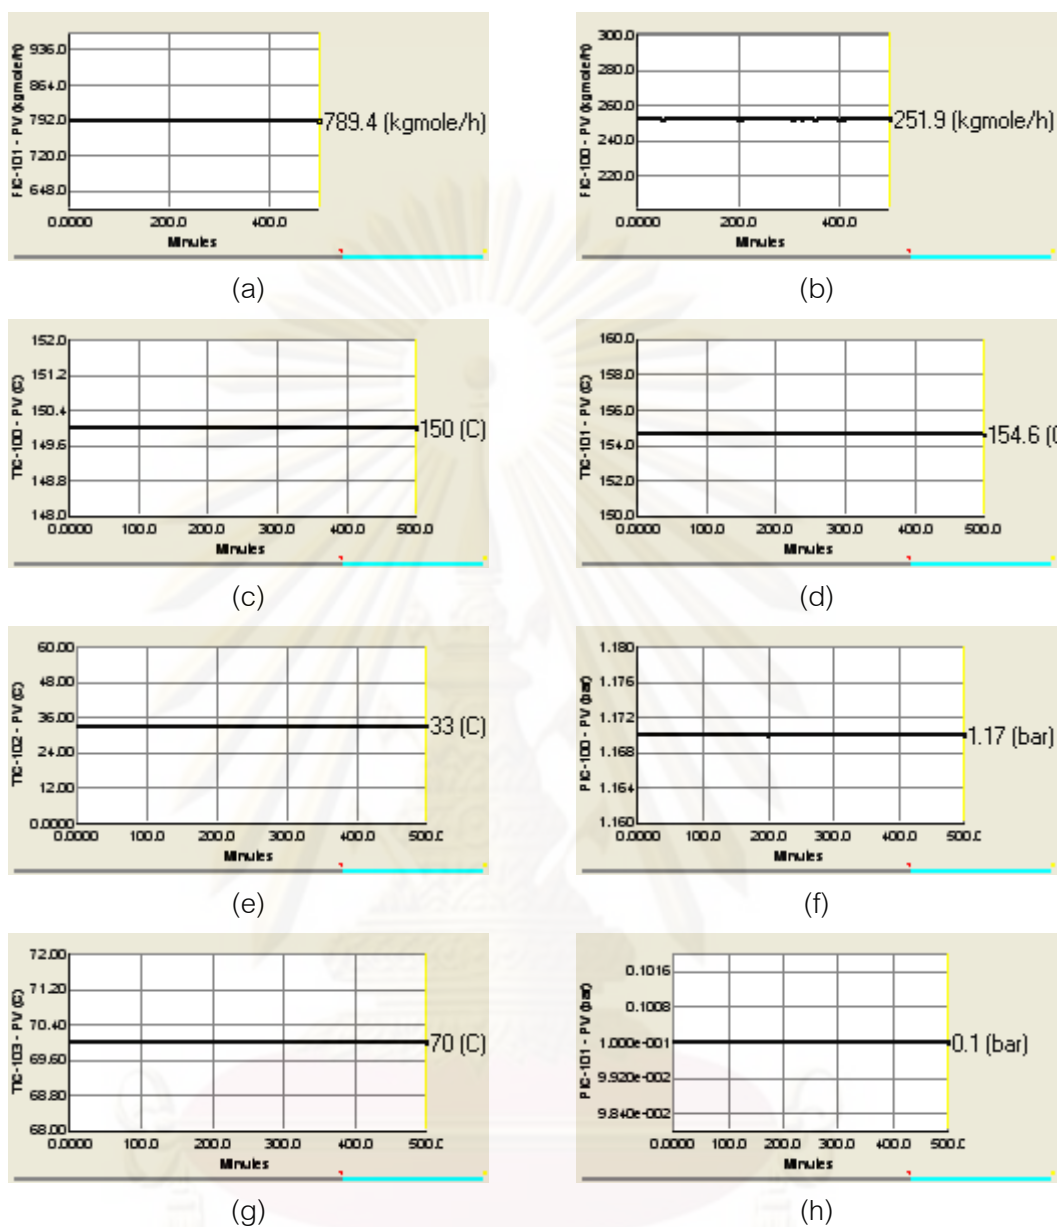 FIC-101 - PV (kgmole/h)
936.0
864.0
792.0
720.0
648.0
789.4 (kgmole/h)
0.0000 200.0 400.0
Minutes
(a)
FIC-100 - PV (kgmole/h)
300.0
280.0
260.0
240.0
220.0
251.9 (kgmole/h)
0.0000 200.0 400.0
Minutes
(b)
TIC-100 - PV (C)
152.0
151.2
150.4
149.6
148.8
148.0
150 (C)
0.0000 100.0 200.0 300.0 400.0 500.0
Minutes
(c)
TIC-101 - PV (C)
160.0
158.0
156.0
154.0
152.0
150.0
154.6 (
0.0000 100.0 200.0 300.0 400.0 500.0
Minutes
(d)
TIC-102 - PV (C)
60.00
48.00
36.00
24.00
12.00
0.0000
33 (C)
0.0000 100.0 200.0 300.0 400.0 500.
Minutes
(e)
PIC-100 - PV (bar)
1.180
1.176
1.172
1.168
1.164
1.160
1.17 (bar)
0.0000 100.0 200.0 300.0 400.0 500.
Minutes
(f)
TIC-103 - PV (C)
72.00
71.20
70.40
69.60
68.80
68.00
70 (C)
0.0000 100.0 200.0 300.0 400.0 500.
Minutes
(g)
PIC-101 - PV (bar)
0.1016
0.1008
1.000e-001
9.920e-002
9.840e-002
0.1 (bar)
0.0000 100.0 200.0 300.0 400.0 500.
Minutes
(h)